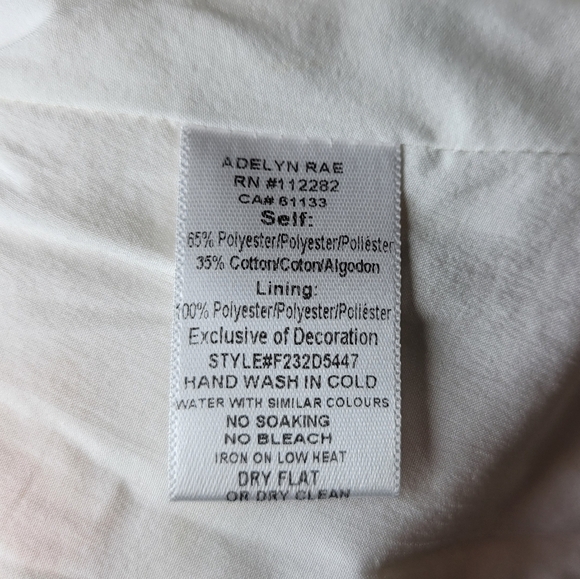 ADELYN RAE
RN #112282
CA# 61133
Self:
65% Polyester/Polyester/Poliéster
35% Cotton/Coton/Algodon
Lining:
100% Polyester/Polyester/Poliéster
Exclusive of Decoration
STYLE#F232D5447
HAND WASH IN COLD
WATER WITH SIMILAR COLOURS
NO SOAKING
NO BLEACH
IRON ON LOW HEAT
DRY FLAT
OR DRY CLEAN